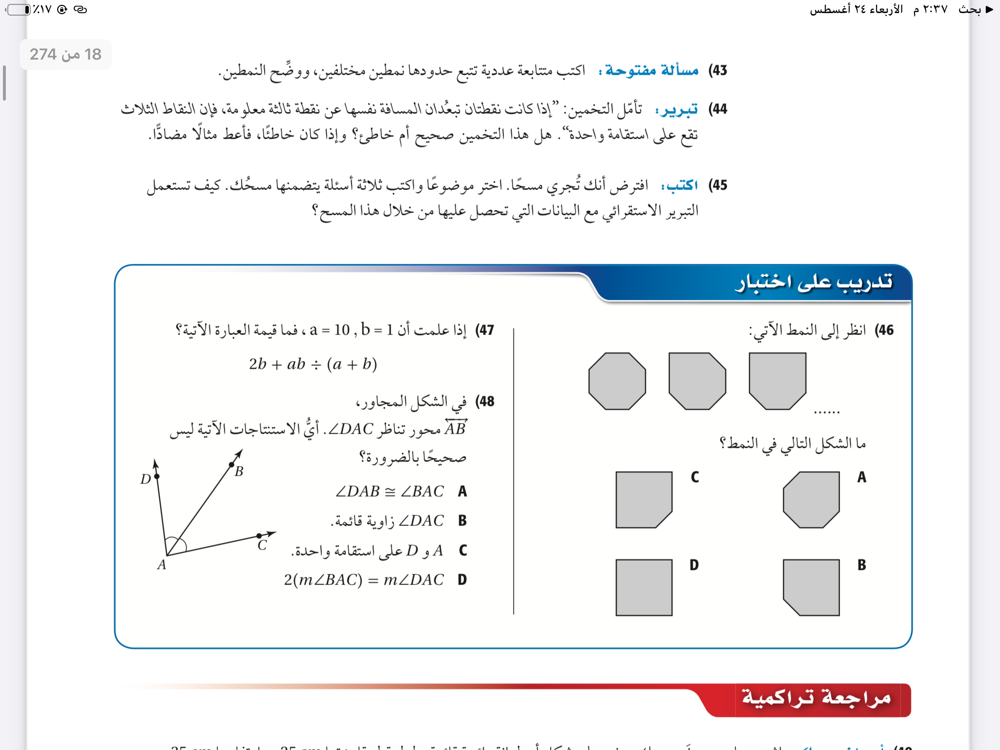 ◀ بحث ٢:٣٧ م الأربعاء ٢٤ أغسطس
٪١٧
18 من 274
43) مسألة مفتوحة: اكتب متتابعة عددية تتبع حدودها نمطين مختلفين، ووضِّح النمطين.
44) تبرير: تأمّل التخمين: ”إذا كانت نقطتان تبعُدان المسافة نفسها عن نقطة ثالثة معلومة، فإن النقاط الثلاث
تقع على استقامة واحدة“. هل هذا التخمين صحيح أم خاطئ؟ وإذا كان خاطئًا، فأعط مثالًا مضادًّا.
45) اكتب: افترض أنك تُجري مسحًا. اختر موضوعًا واكتب ثلاثة أسئلة يتضمنها مسحُك. كيف تستعمل
التبرير الاستقرائي مع البيانات التي تحصل عليها من خلال هذا المسح؟
تدريب على اختبار
46) انظر إلى النمط الآتي:
......
ما الشكل التالي في النمط؟
A
C
B
D
47) إذا علمت أن a = 10 , b = 1 ، فما قيمة العبارة الآتية؟
2b + ab ÷ (a + b)
48) في الشكل المجاور،
AB محور تناظر ∠DAC. أيُّ الاستنتاجات الآتية ليس
صحيحًا بالضرورة؟
A ∠DAB ≅ ∠BAC
B ∠DAC زاوية قائمة.
C A و D على استقامة واحدة.
D 2(m∠BAC) = m∠DAC
D
B
C
A
مراجعة تراكمية